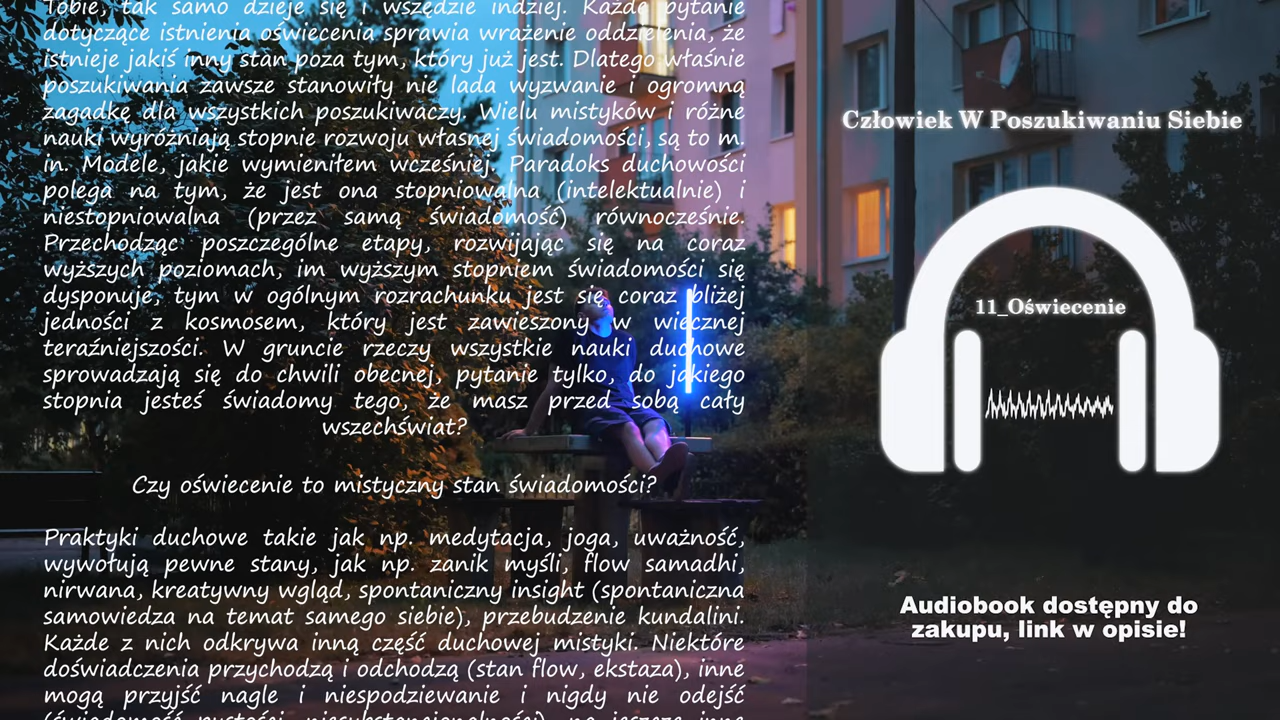 Tobie, tak samo dzieje się i wszędzie indziej. Każde pytanie
dotyczące istnienia oświecenia sprawia wrażenie oddzielenia, że
istnieje jakiś inny stan poza tym, który już jest. Dlatego właśnie
poszukiwania zawsze stanowiły nie lada wyzwanie i ogromną
zagadkę dla wszystkich poszukiwaczy. Wielu mistyków i różne
nauki wyróżniają stopnie rozwoju własnej świadomości, są to m.
in. Modele, jakie wymieniłem wcześniej. Paradoks duchowości
polega na tym, że jest ona stopniowalna (intelektualnie) i
niestopniowalna (przez samą świadomość) równocześnie.
Przechodząc poszczególne etapy, rozwijając się na coraz
wyższych poziomach, im wyższym stopniem świadomości się
dysponuje, tym w ogólnym rozrachunku jest się coraz bliżej
jedności z kosmosem, który jest zawieszony w wiecznej
teraźniejszości. W gruncie rzeczy wszystkie nauki duchowe
sprowadzają się do chwili obecnej, pytanie tylko, do jakiego
stopnia jesteś świadomy tego, że masz przed sobą cały
wszechświat?
Czy oświecenie to mistyczny stan świadomości?
Praktyki duchowe takie jak np. medytacja, joga, uważność,
wywołują pewne stany, jak np. zanik myśli, flow samadhi,
nirwana, kreatywny wgląd, spontaniczny insight (spontaniczna
samowiedza na temat samego siebie), przebudzenie kundalini.
Każde z nich odkrywa inną część duchowej mistyki. Niektóre
doświadczenia przychodzą i odchodzą (stan flow, ekstaza), inne
mogą przyjść nagle i niespodziewanie i nigdy nie odejść
(świadomość pustości, niesubstancjonalności), no jeszcze inne
Człowiek W Poszukiwaniu Siebie
11_Oświecenie
Audiobook dostępny do
zakupu, link w opisie!